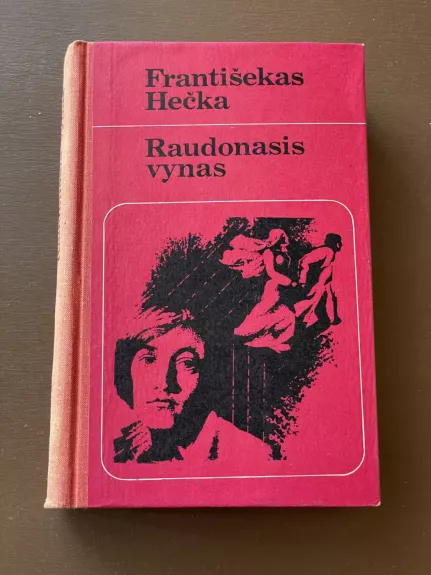 Františekas
Hečka
Raudonasis
vynas